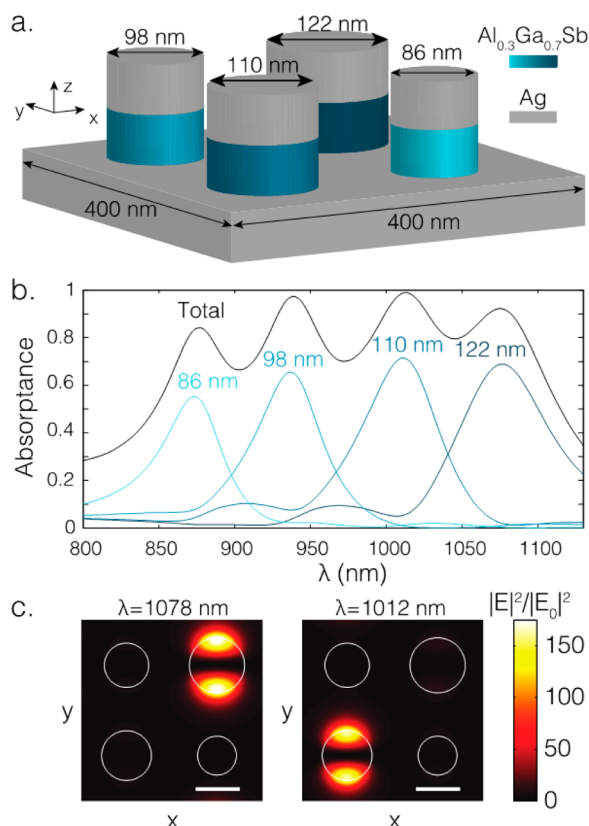 a.
98 nm
122 nm
110 nm
86 nm
Al0.3Ga0.7Sb
Ag
z
y
x
400 nm
400 nm
b.
Total
86 nm
98 nm
110 nm
122 nm
Absorptance
1
0.8
0.6
0.4
0.2
0
800 850 900 950 1000 1050 1100
λ (nm)
c.
λ=1078 nm
λ=1012 nm
|E|²/|E₀|²
y
x
y
x
150
100
50
0